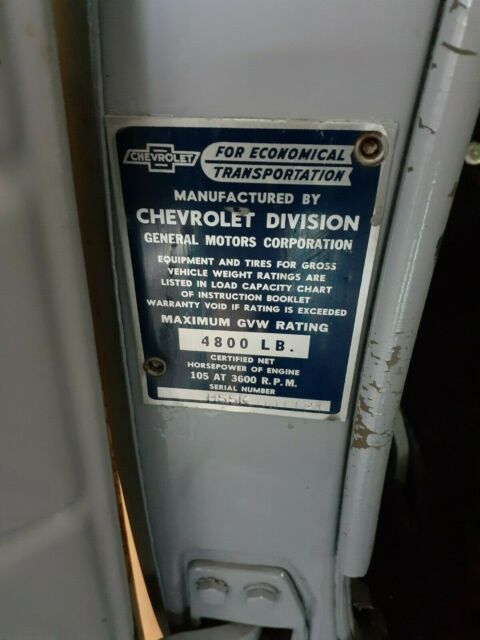 CHEVROLET
FOR ECONOMICAL
TRANSPORTATION
MANUFACTURED BY
CHEVROLET DIVISION
GENERAL MOTORS CORPORATION
EQUIPMENT AND TIRES FOR GROSS
VEHICLE WEIGHT RATINGS ARE
LISTED IN LOAD CAPACITY CHART
OF INSTRUCTION BOOKLET
WARRANTY VOID IF RATING IS EXCEEDED
MAXIMUM GVW RATING
4800 LB.
CERTIFIED NET
HORSEPOWER OF ENGINE
105 AT 3600 R.P.M.
SERIAL NUMBER